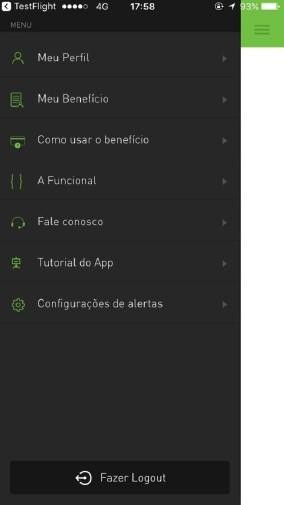 TestFlight 4G 17:58 93%
MENU
Meu Perfil
Meu Benefício
Como usar o benefício
A Funcional
Fale conosco
Tutorial do App
Configurações de alertas
Fazer Logout